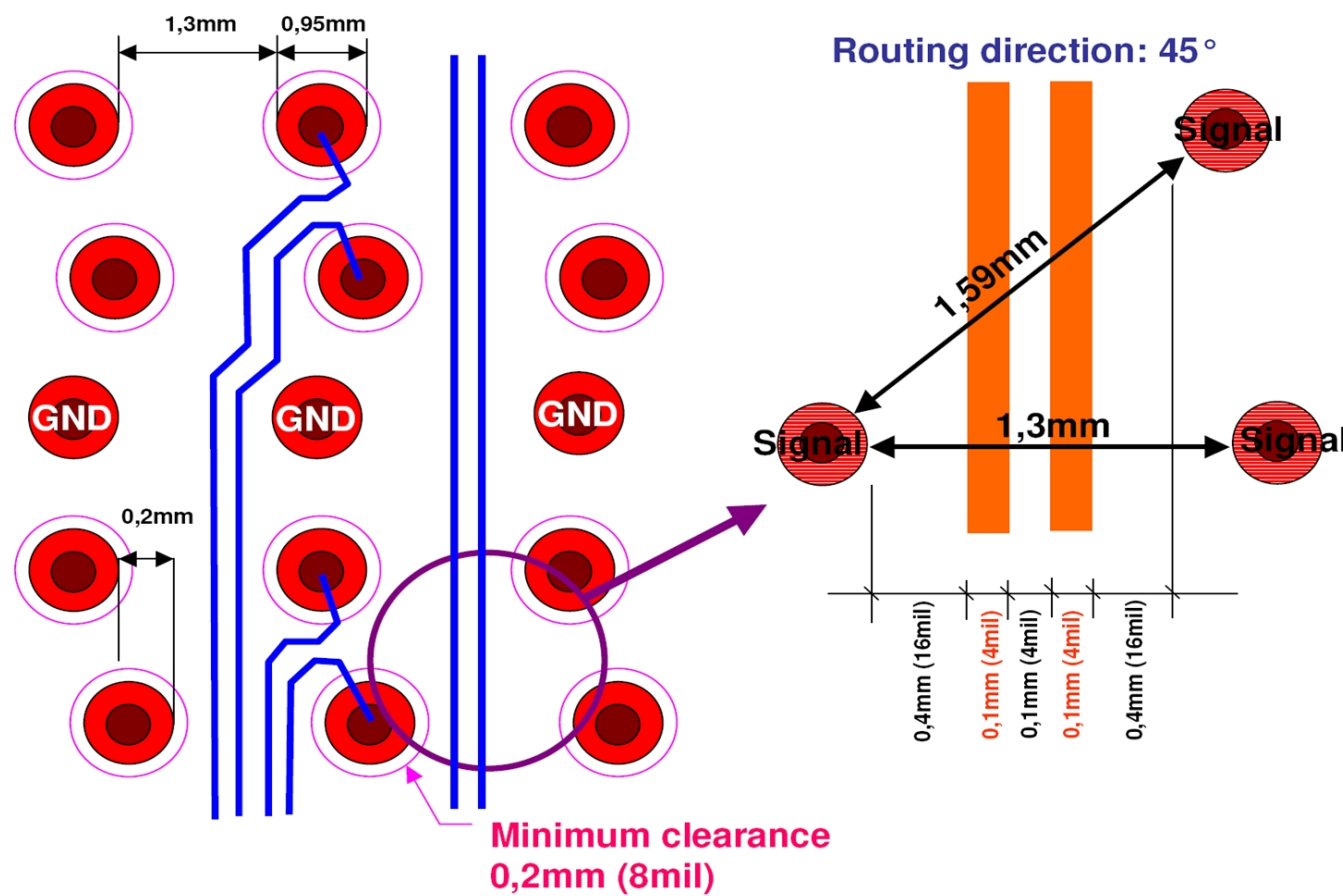 1,3mm
0,95mm
Routing direction: 45°
Signal
1,59mm
GND
GND
GND
1,3mm
Signal
Signal
0,2mm
0,4mm (16mil)
0,1mm (4mil)
0,1mm (4mil)
0,1mm (4mil)
0,4mm (16mil)
Minimum clearance
0,2mm (8mil)